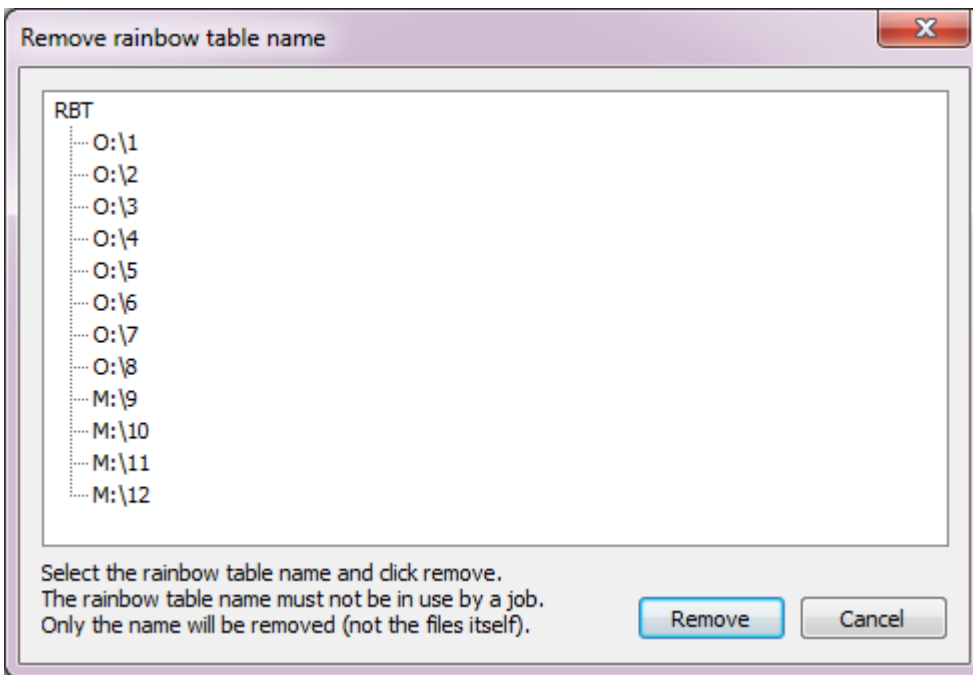 Remove rainbow table name
RBT
O:\1
O:\2
O:\3
O:\4
O:\5
O:\6
O:\7
O:\8
M:\9
M:\10
M:\11
M:\12
Select the rainbow table name and click remove.
The rainbow table name must not be in use by a job.
Only the name will be removed (not the files itself).
Remove
Cancel